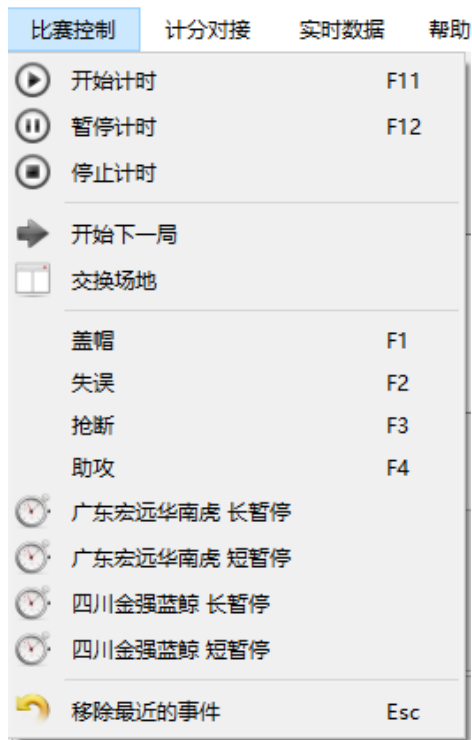 比赛控制 计分对接 实时数据 帮助
开始计时 F11
暂停计时 F12
停止计时
开始下一局
交换场地
盖帽 F1
失误 F2
抢断 F3
助攻 F4
广东宏远华南虎 长暂停
广东宏远华南虎 短暂停
四川金强蓝鲸 长暂停
四川金强蓝鲸 短暂停
移除最近的事件 Esc